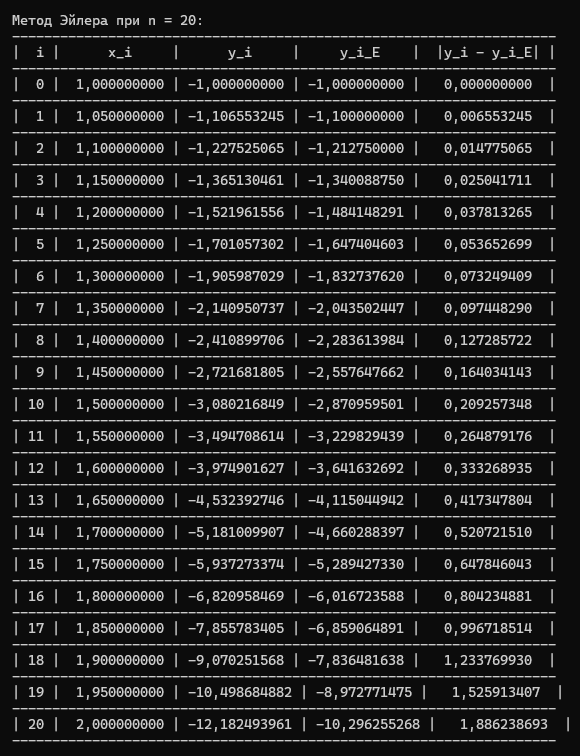 Метод Эйлера при n = 20:
| i | x_i | y_i | y_i_E | |y_i - y_i_E| |
| 0 | 1,000000000 | -1,000000000 | -1,000000000 | 0,000000000 |
| 1 | 1,050000000 | -1,106553245 | -1,100000000 | 0,006553245 |
| 2 | 1,100000000 | -1,227525065 | -1,212750000 | 0,014775065 |
| 3 | 1,150000000 | -1,365130461 | -1,340088750 | 0,025041711 |
| 4 | 1,200000000 | -1,521961556 | -1,484148291 | 0,037813265 |
| 5 | 1,250000000 | -1,701057302 | -1,647404603 | 0,053652699 |
| 6 | 1,300000000 | -1,905987029 | -1,832737620 | 0,073249409 |
| 7 | 1,350000000 | -2,140950737 | -2,043502447 | 0,097448290 |
| 8 | 1,400000000 | -2,410899706 | -2,283613984 | 0,127285722 |
| 9 | 1,450000000 | -2,721681805 | -2,557647662 | 0,164034143 |
| 10 | 1,500000000 | -3,080216849 | -2,870959501 | 0,209257348 |
| 11 | 1,550000000 | -3,494708614 | -3,229829439 | 0,264879176 |
| 12 | 1,600000000 | -3,974901627 | -3,641632692 | 0,333268935 |
| 13 | 1,650000000 | -4,532392746 | -4,115044942 | 0,417347804 |
| 14 | 1,700000000 | -5,181009907 | -4,660288397 | 0,520721510 |
| 15 | 1,750000000 | -5,937273374 | -5,289427330 | 0,647846043 |
| 16 | 1,800000000 | -6,820958469 | -6,016723588 | 0,804234881 |
| 17 | 1,850000000 | -7,855783405 | -6,859064891 | 0,996718514 |
| 18 | 1,900000000 | -9,070251568 | -7,836481638 | 1,233769930 |
| 19 | 1,950000000 | -10,498684882 | -8,972771475 | 1,525913407 |
| 20 | 2,000000000 | -12,182493961 | -10,296255268 | 1,886238693 |